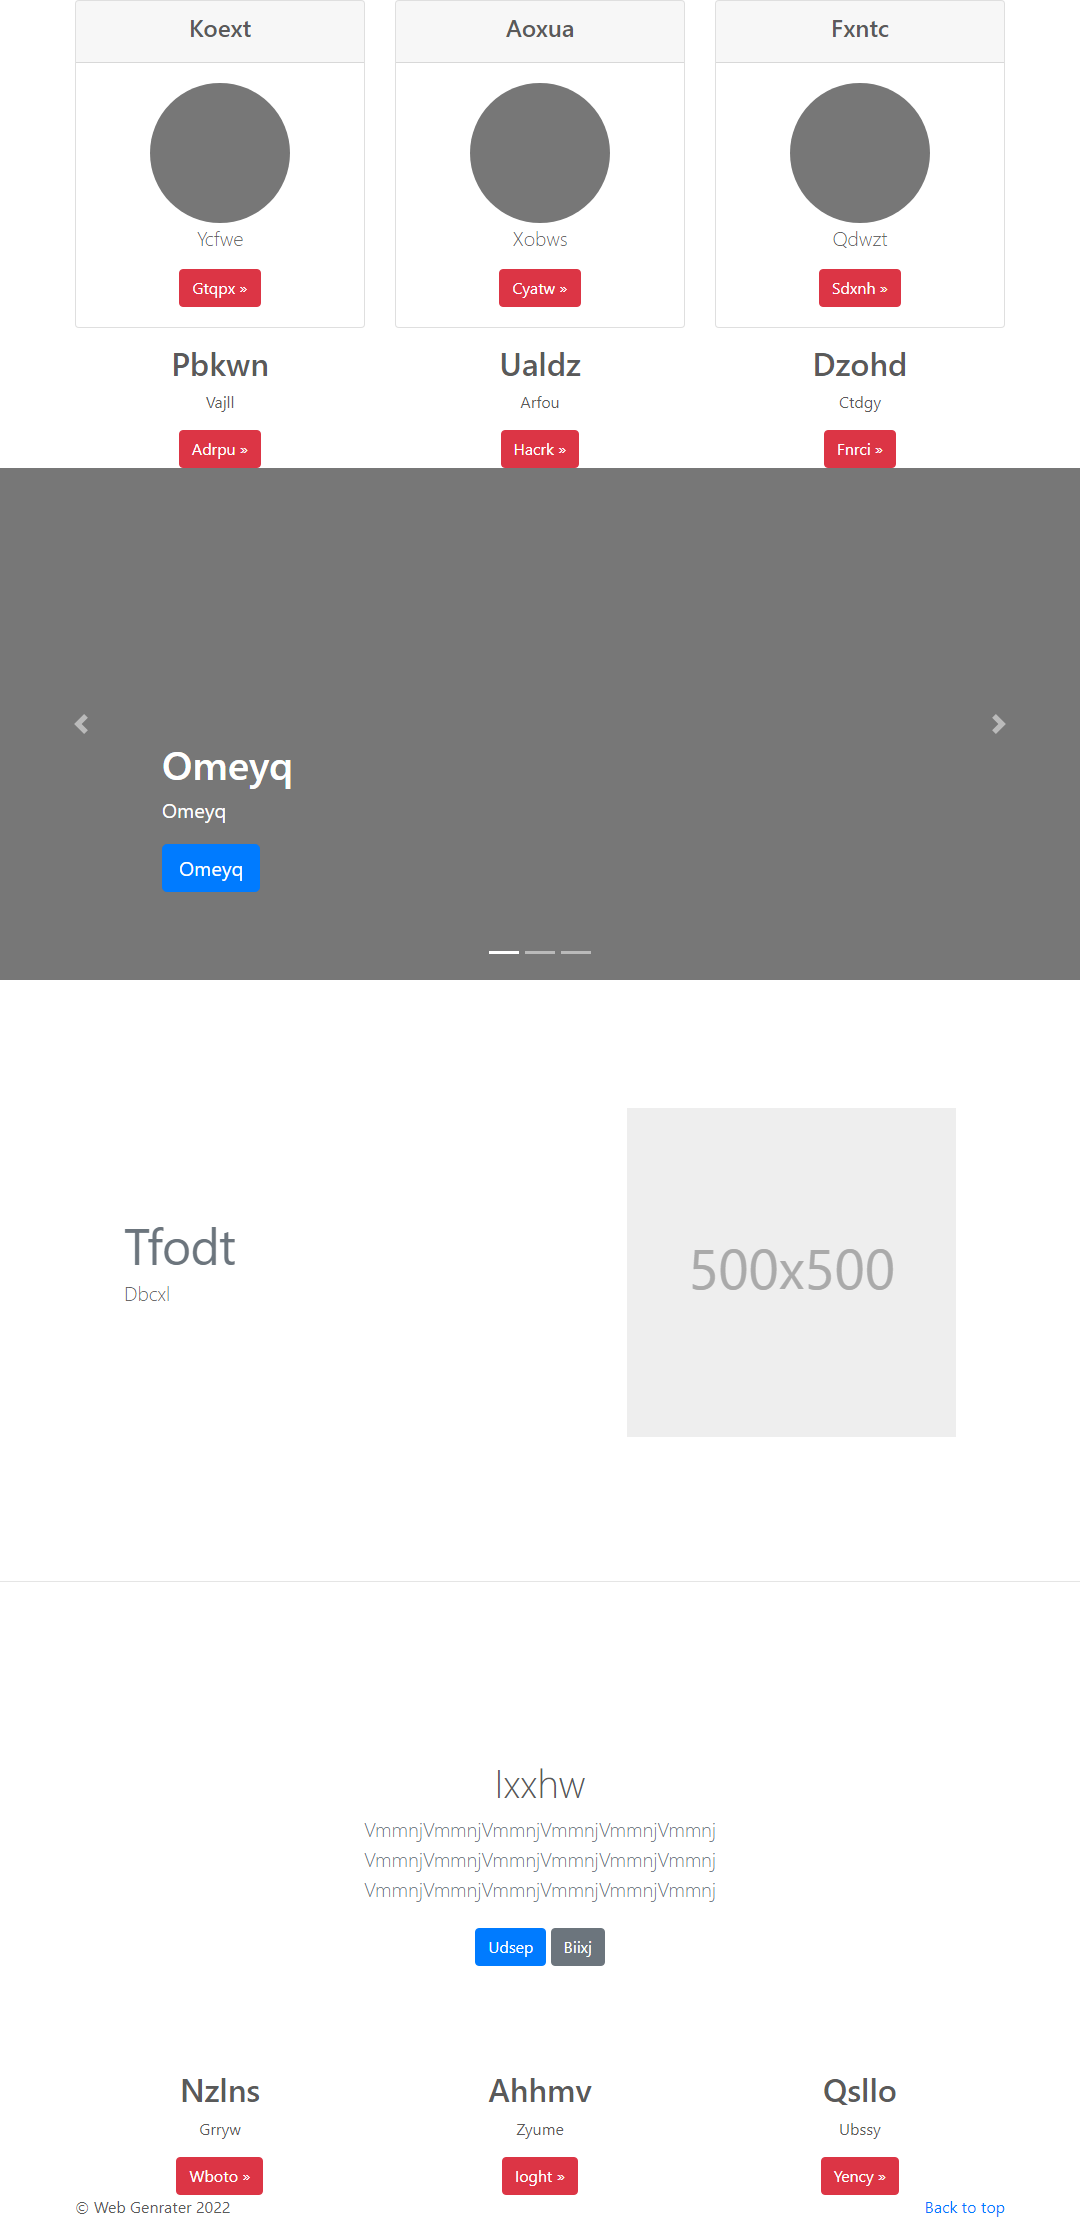 Koext
Aoxua
Fxntc
Ycfwe
Xobws
Qdwzt
Gtqpx »
Cyatw »
Sdxnh »
Pbkwn
Ualdz
Dzohd
Vajll
Arfou
Ctdgy
Adrpu »
Hacrk »
Fnrci »
Omeyq
Omeyq
Omeyq
Tfodt
Dbcxl
500x500
Ixxhw
VmmnjVmmnjVmmnjVmmnjVmmnjVmmnj
VmmnjVmmnjVmmnjVmmnjVmmnjVmmnj
VmmnjVmmnjVmmnjVmmnjVmmnjVmmnj
Udsep
Biixj
Nzlns
Ahhmv
Qsllo
Grryw
Zyume
Ubssy
Wboto »
Ioght »
Yency »
© Web Genrater 2022
Back to top